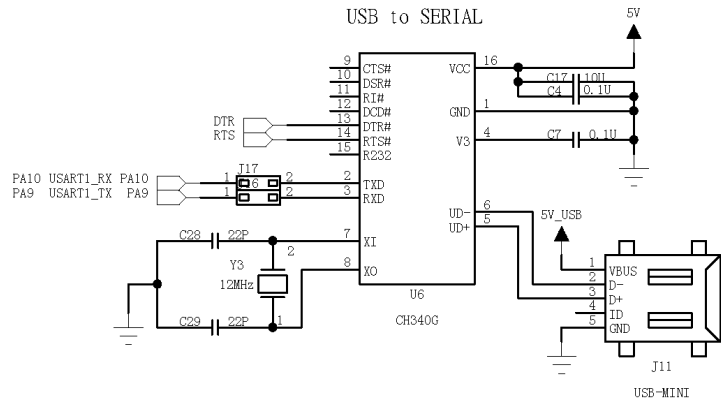 USB to SERIAL
5V
9 CTS# VCC 16 C17 10U
10 DSR# C4 0.1U
11 RI# GND 1
12 DCD#
DTR 13 DTR#
RTS 14 RTS# V3 4 C7 0.1U
15 R232
J17
PA10 USART1_RX PA10 1 2 2 TXD
J6
PA9 USART1_TX PA9 1 2 3 RXD
UD- 6
UD+ 5
5V_USB
C28 22P 7 XI
2
Y3
12MHz
8 XO
1 VBUS
2 D-
3 D+
4 ID
5 GND
U6
C29 22P 1
CH340G
J11
USB-MINI